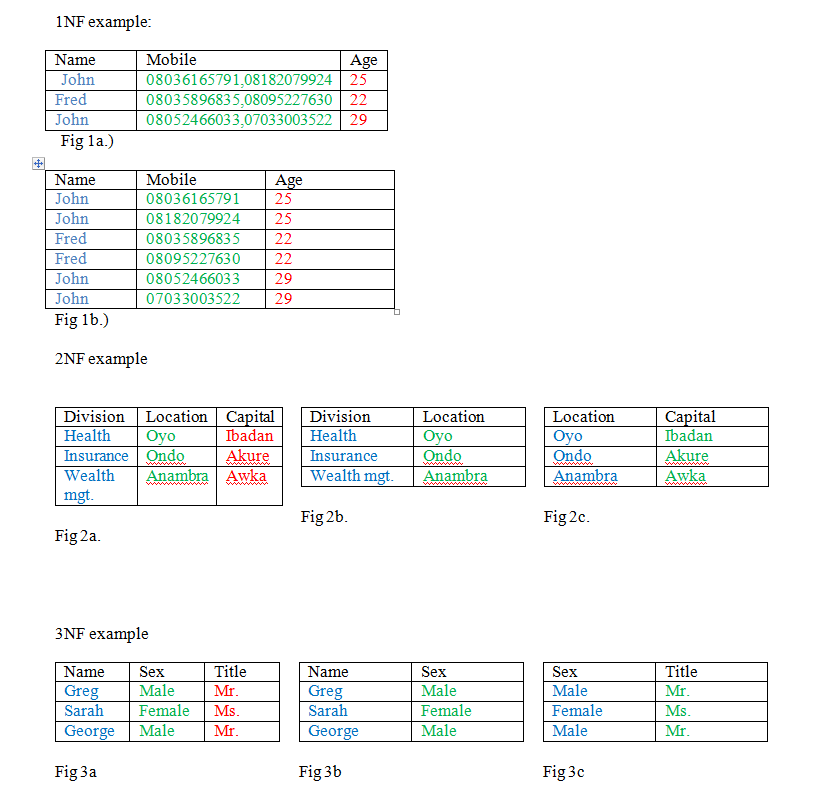 1NF example:
Name Mobile Age
John 08036165791,08182079924 25
Fred 08035896835,08095227630 22
John 08052466033,07033003522 29
Fig 1a.)
Name Mobile Age
John 08036165791 25
John 08182079924 25
Fred 08035896835 22
Fred 08095227630 22
John 08052466033 29
John 07033003522 29
Fig 1b.)
2NF example
Division Location Capital
Health Oyo Ibadan
Insurance Ondo Akure
Wealth Anambra Awka
mgt.
Fig 2a.
Division Location
Health Oyo
Insurance Ondo
Wealth mgt. Anambra
Fig 2b.
Location Capital
Oyo Ibadan
Ondo Akure
Anambra Awka
Fig 2c.
3NF example
Name Sex Title
Greg Male Mr.
Sarah Female Ms.
George Male Mr.
Fig 3a
Name Sex
Greg Male
Sarah Female
George Male
Fig 3b
Sex Title
Male Mr.
Female Ms.
Male Mr.
Fig 3c